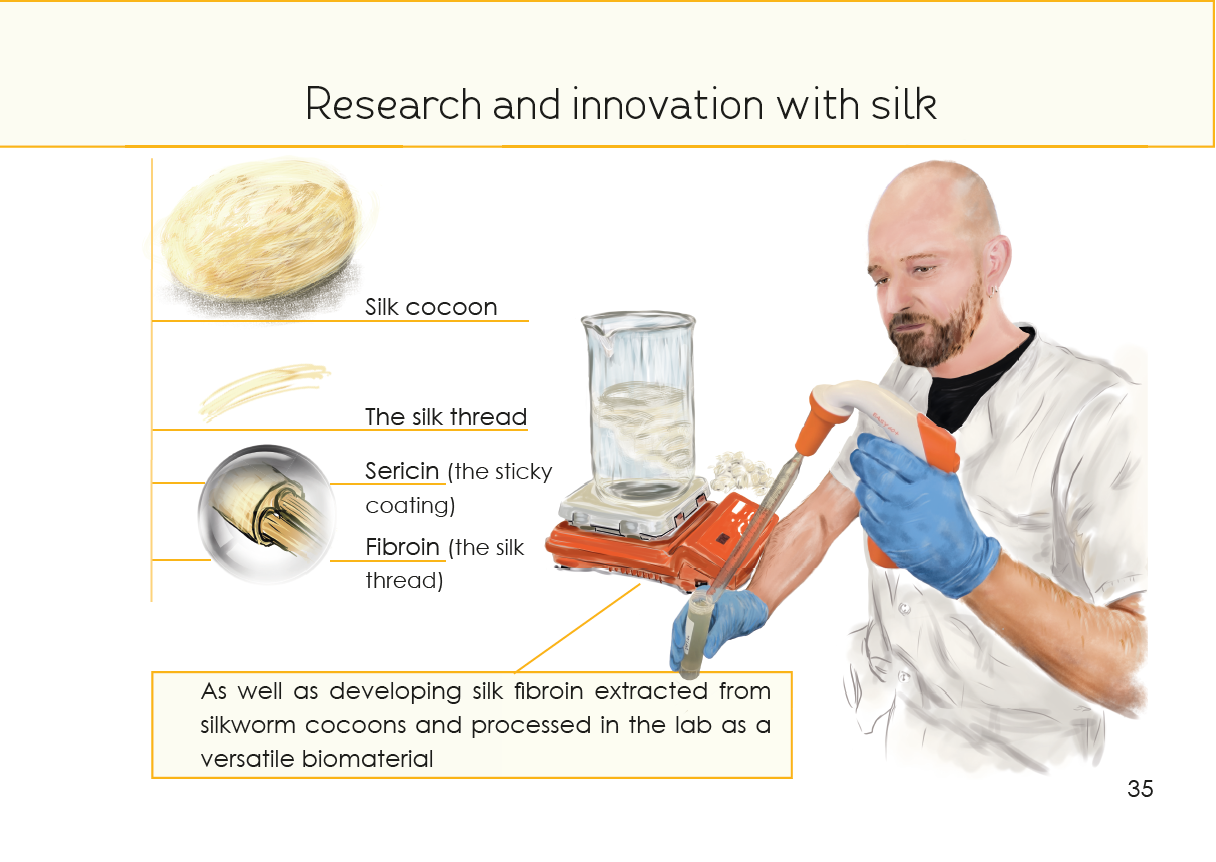 Research and innovation with silk
Silk cocoon
The silk thread
Sericin (the sticky
coating)
Fibroin (the silk
thread)
As well as developing silk fibroin extracted from
silkworm cocoons and processed in the lab as a
versatile biomaterial
35